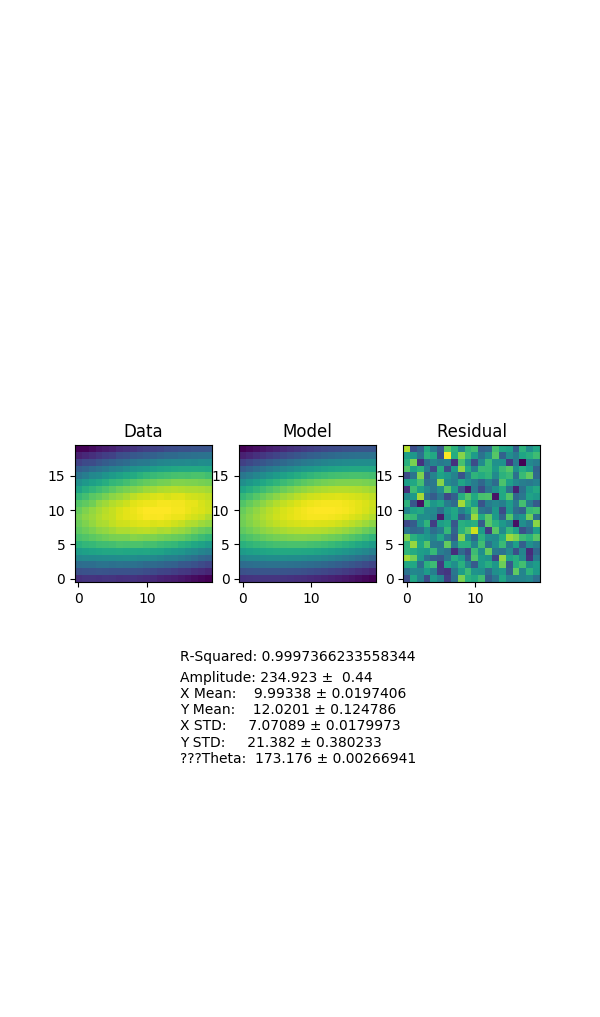 Data Model Residual
15 15 15
10 10 10
5 5 5
0 0 0
0 10 0 10 0 10
R-Squared: 0.9997366233558344
Amplitude: 234.923 ± 0.44
X Mean: 9.99338 ± 0.0197406
Y Mean: 12.0201 ± 0.124786
X STD: 7.07089 ± 0.0179973
Y STD: 21.382 ± 0.380233
???Theta: 173.176 ± 0.00266941